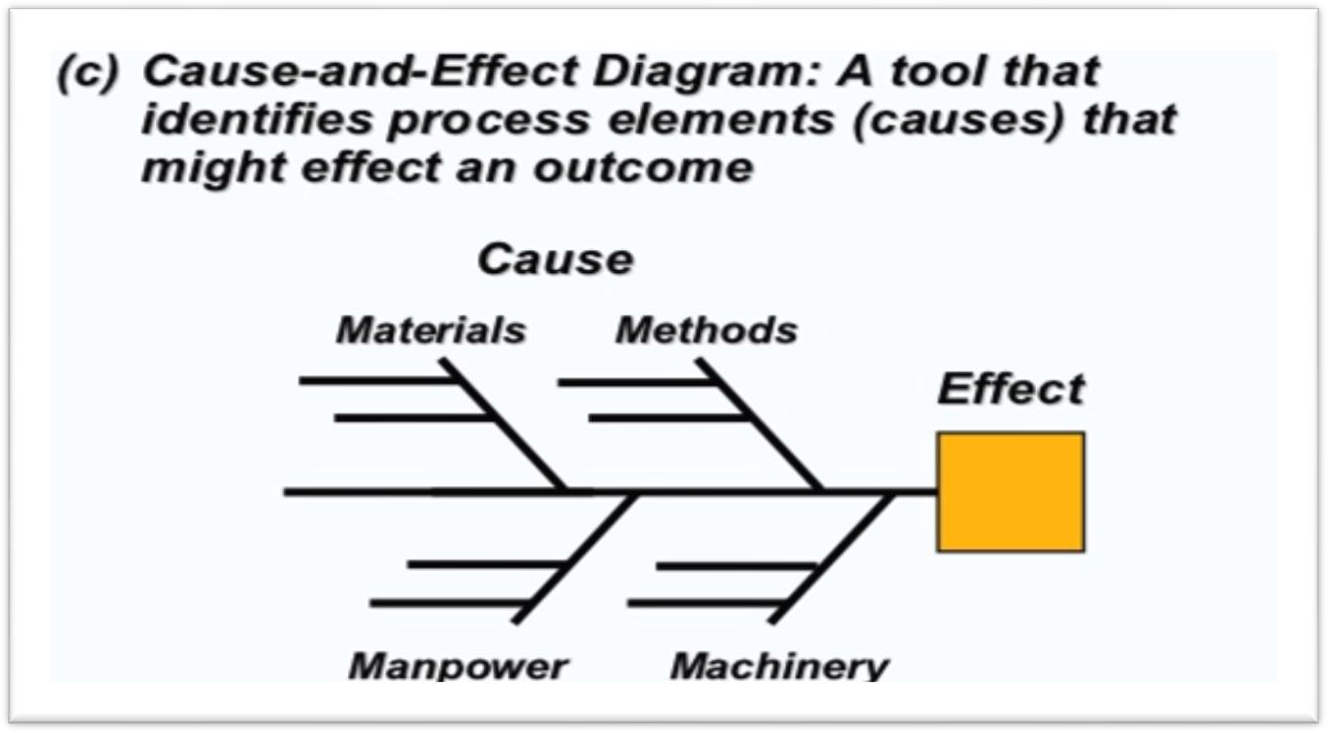 (c) Cause-and-Effect Diagram: A tool that
identifies process elements (causes) that
might effect an outcome
Cause
Materials Methods
Effect
Manpower Machinery